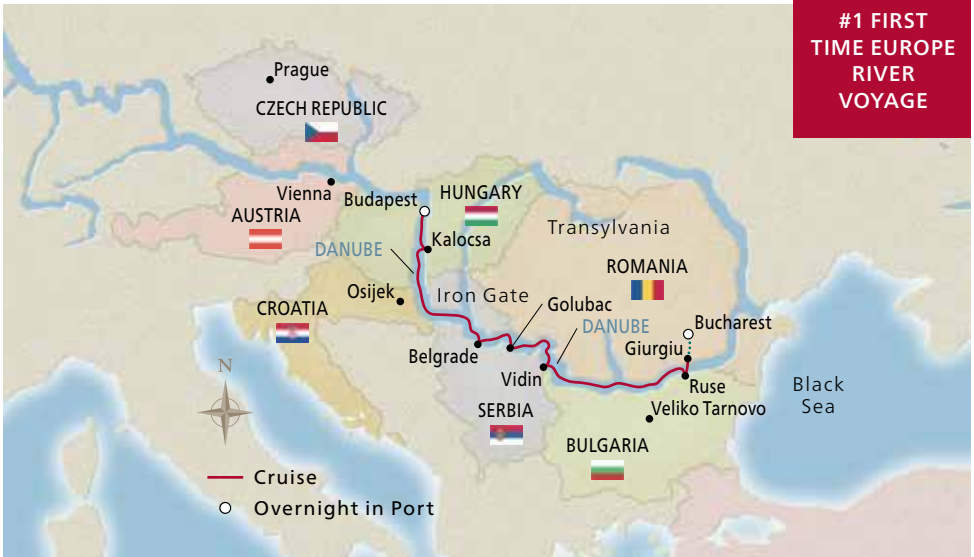 #1 FIRST
TIME EUROPE
RIVER
VOYAGE
Prague
CZECH REPUBLIC
Vienna
Budapest
HUNGARY
AUSTRIA
Transylvania
DANUBE
Kalocsa
ROMANIA
Osijek
Iron Gate
Golubac
CROATIA
DANUBE
Bucharest
Belgrade
Giurgiu
N
Vidin
Ruse
Black
Sea
SERBIA
Veliko Tarnovo
BULGARIA
Cruise
Overnight in Port